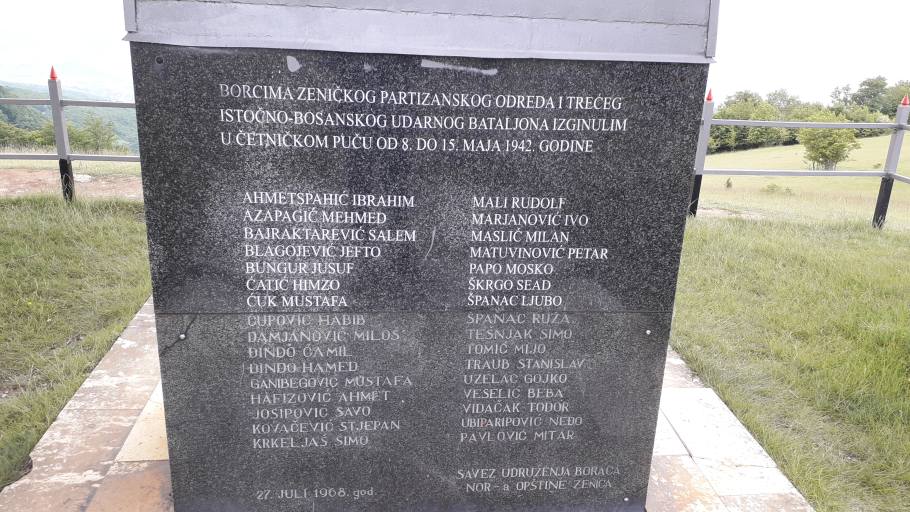 BORCIMA ZENIČKOG PARTIZANSKOG ODREDA I TREĆEG
ISTOČNO-BOSANSKOG UDARNOG BATALJONA IZGINULIM
U ČETNIČKOM PUČU OD 8. DO 15. MAJA 1942. GODINE
AHMETSPAHIĆ IBRAHIM
AZAPAGIĆ MEHMED
BAJRAKTAREVIĆ SALEM
BLAGOJEVIĆ JEFTO
BUNGUR JUSUF
ČATIĆ HIMZO
ĆUK MUSTAFA
ČUPOVIĆ HABIB
DAMJANOVIĆ MILOŠ
ĐINĐO ĆAMIL
ĐINĐO HAMED
GANIBEGOVIĆ MUSTAFA
HAFIZOVIĆ AHMET
JOSIPOVIĆ SAVO
KOVAČEVIĆ STJEPAN
KRKELJAŠ SIMO
MALI RUDOLF
MARJANOVIĆ IVO
MASLIĆ MILAN
MATUVINOVIĆ PETAR
PAPO MOSKO
ŠKRGO SEAD
ŠPANAC LJUBO
ŠPANAC RUŽA
TEŠNJAK SIMO
TOMIĆ MIJO
TRAUB STANISLAV
UZELAC GOJKO
VESELIĆ BEBA
VIDAČAK TODOR
UBIPARIPOVIĆ NEĐO
PAVLOVIĆ MITAR
27. JULI 1968. god.
SAVEZ UDRUŽENJA BORACA
NOR-a OPŠTINE ZENICA